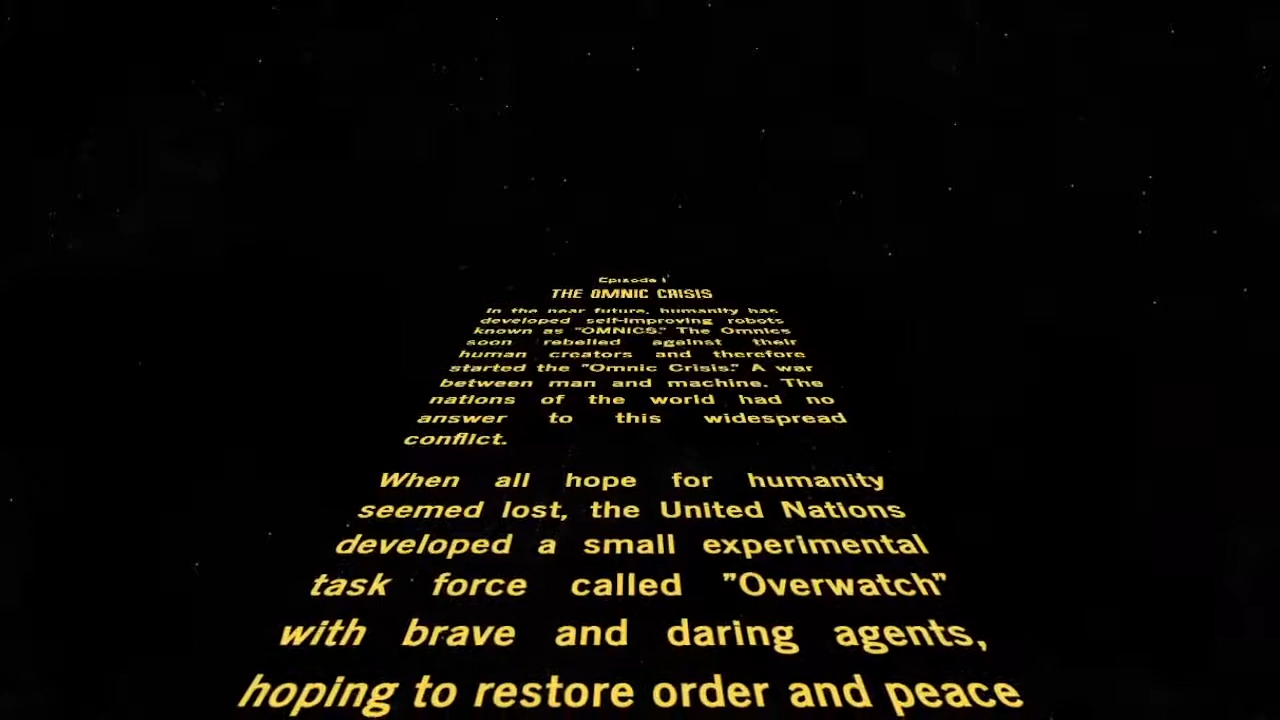 Episode I
THE OMNIC CRISIS
In the near future, humanity has
developed self-improving robots
known as "OMNICS." The Omnics
soon rebelled against their
human creators and therefore
started the "Omnic Crisis." A war
between man and machine. The
nations of the world had no
answer to this widespread
conflict.
When all hope for humanity
seemed lost, the United Nations
developed a small experimental
task force called "Overwatch"
with brave and daring agents,
hoping to restore order and peace